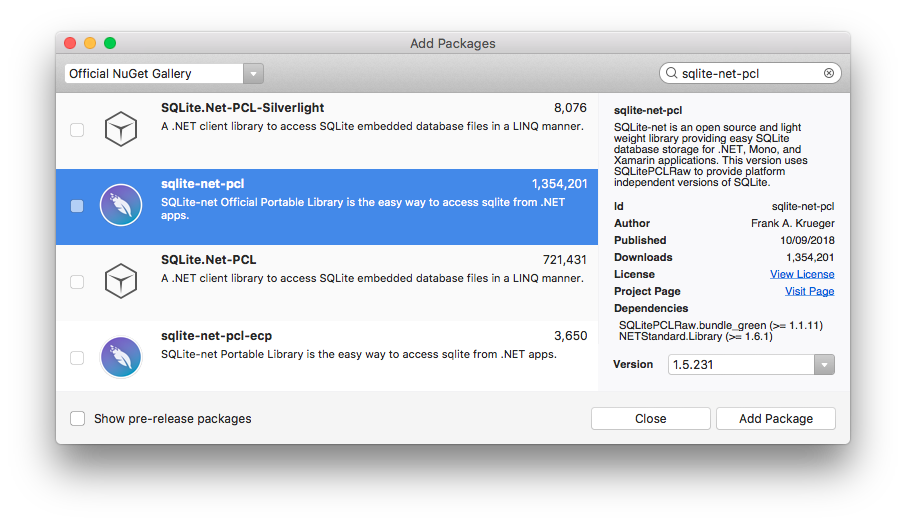 Add Packages
Official NuGet Gallery
sqlite-net-pcl
SQLite.Net-PCL-Silverlight 8,076
A .NET client library to access SQLite embedded database files in a LINQ manner.
sqlite-net-pcl 1,354,201
SQLite-net Official Portable Library is the easy way to access sqlite from .NET
apps.
SQLite.Net-PCL 721,431
A .NET client library to access SQLite embedded database files in a LINQ manner.
sqlite-net-pcl-ecp 3,650
SQLite-net Portable Library is the easy way to access sqlite from .NET apps.
sqlite-net-pcl
SQLite-net is an open source and light
weight library providing easy SQLite
database storage for .NET, Mono, and
Xamarin applications. This version uses
SQLitePCLRaw to provide platform
independent versions of SQLite.
Id sqlite-net-pcl
Author Frank A. Krueger
Published 10/09/2018
Downloads 1,354,201
License View License
Project Page Visit Page
Dependencies
SQLitePCLRaw.bundle_green (>= 1.1.11)
NETStandard.Library (>= 1.6.1)
Version 1.5.231
Show pre-release packages
Close
Add Package